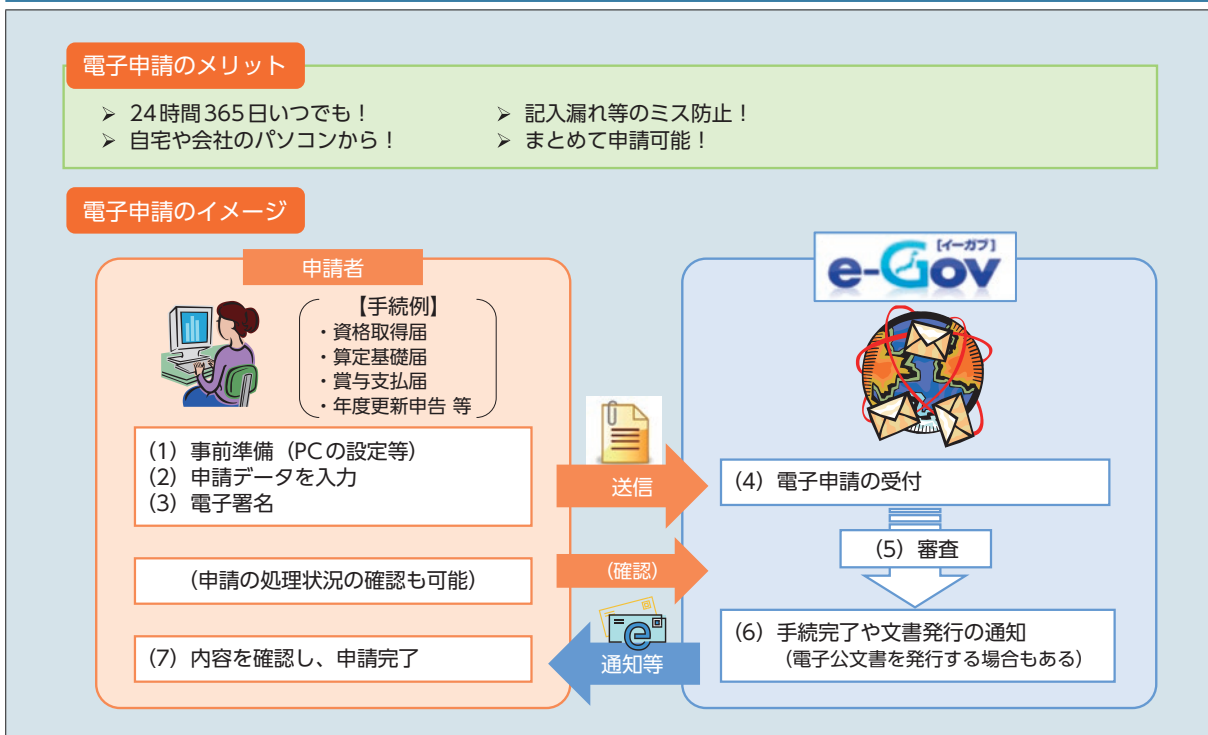 電子申請のメリット
➢ 24時間365日いつでも！
➢ 自宅や会社のパソコンから！
➢ 記入漏れ等のミス防止！
➢ まとめて申請可能！
電子申請のイメージ
申請者
【手続例】
・資格取得届
・算定基礎届
・賞与支払届
・年度更新申告 等
(1) 事前準備（PCの設定等）
(2) 申請データを入力
(3) 電子署名
（申請の処理状況の確認も可能）
(7) 内容を確認し、申請完了
送信
（確認）
e
通知等
[イーガブ]
e-Gov
(4) 電子申請の受付
(5) 審査
(6) 手続完了や文書発行の通知
（電子公文書を発行する場合もある）